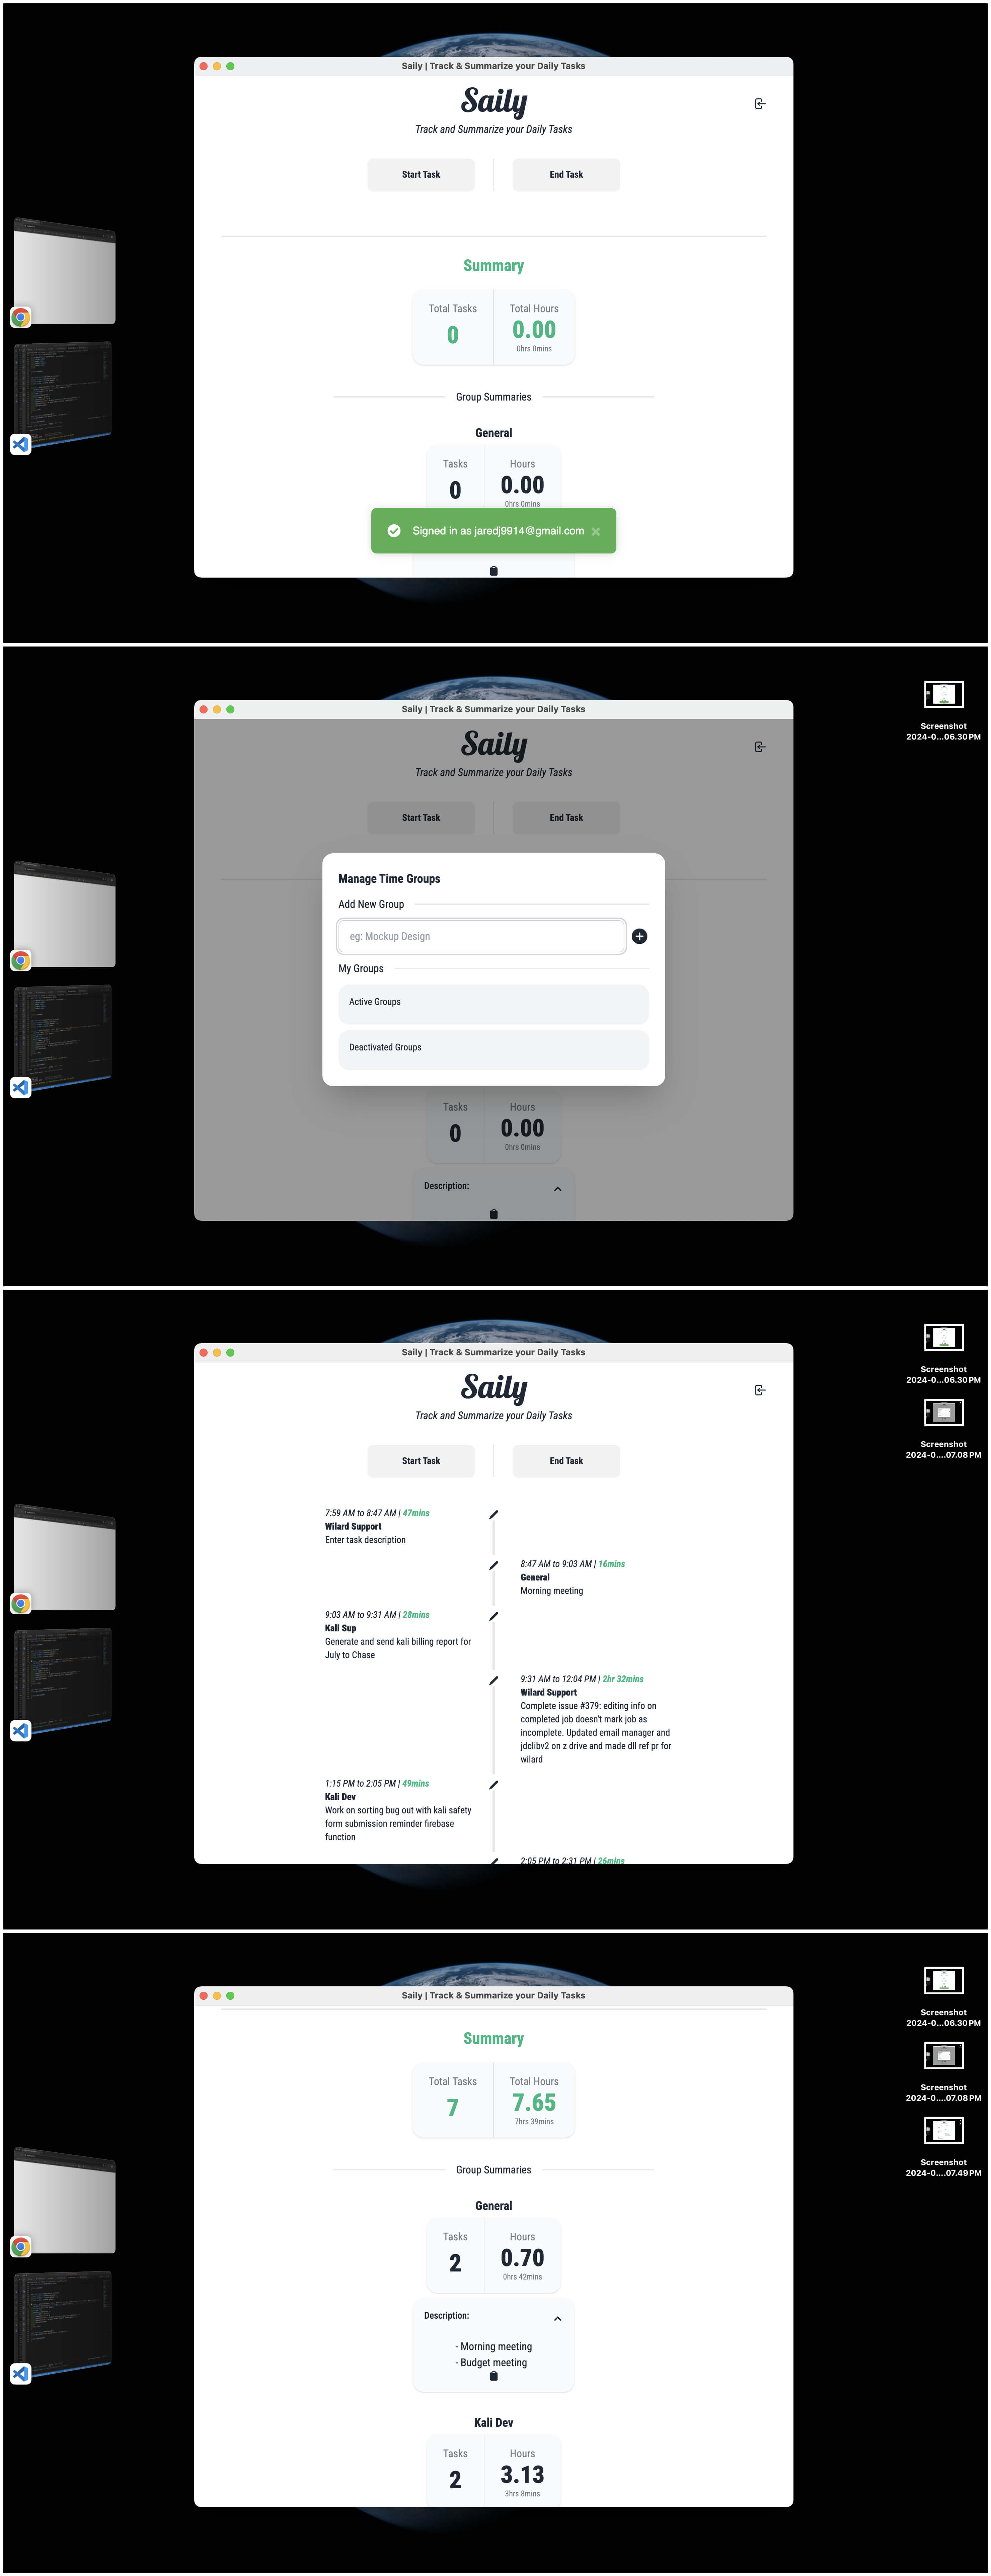 Saily | Track & Summarize your Daily Tasks
Saily
Track and Summarize your Daily Tasks
Start Task
End Task
Summary
Total Tasks
0
Total Hours
0.00
0hrs 0mins
Group Summaries
General
Tasks
0
Hours
0.00
0hrs 0mins
Signed in as jaredj9914@gmail.com
Saily | Track & Summarize your Daily Tasks
Screenshot
2024-0...06.30 PM
Saily
Track and Summarize your Daily Tasks
Start Task
End Task
Manage Time Groups
Add New Group
eg: Mockup Design
My Groups
Active Groups
Deactivated Groups
Tasks
0
Hours
0.00
0hrs 0mins
Description:
Saily | Track & Summarize your Daily Tasks
Screenshot
2024-0...06.30 PM
Screenshot
2024-0....07.08 PM
Saily
Track and Summarize your Daily Tasks
Start Task
End Task
7:59 AM to 8:47 AM | 47mins
Wilard Support
Enter task description
8:47 AM to 9:03 AM | 16mins
General
Morning meeting
9:03 AM to 9:31 AM | 28mins
Kali Sup
Generate and send kali billing report for
July to Chase
9:31 AM to 12:04 PM | 2hr 32mins
Wilard Support
Complete issue #379: editing info on
completed job doesn't mark job as
incomplete. Updated email manager and
jdclibv2 on z drive and made dll ref pr for
wilard
1:15 PM to 2:05 PM | 49mins
Kali Dev
Work on sorting bug out with kali safety
form submission reminder firebase
function
2:05 PM to 2:31 PM | 26mins
Saily | Track & Summarize your Daily Tasks
Screenshot
2024-0...06.30 PM
Screenshot
2024-0....07.08 PM
Screenshot
2024-0....07.49 PM
Summary
Total Tasks
7
Total Hours
7.65
7hrs 39mins
Group Summaries
General
Tasks
2
Hours
0.70
0hrs 42mins
Description:
- Morning meeting
- Budget meeting
Kali Dev
Tasks
2
Hours
3.13
3hrs 8mins